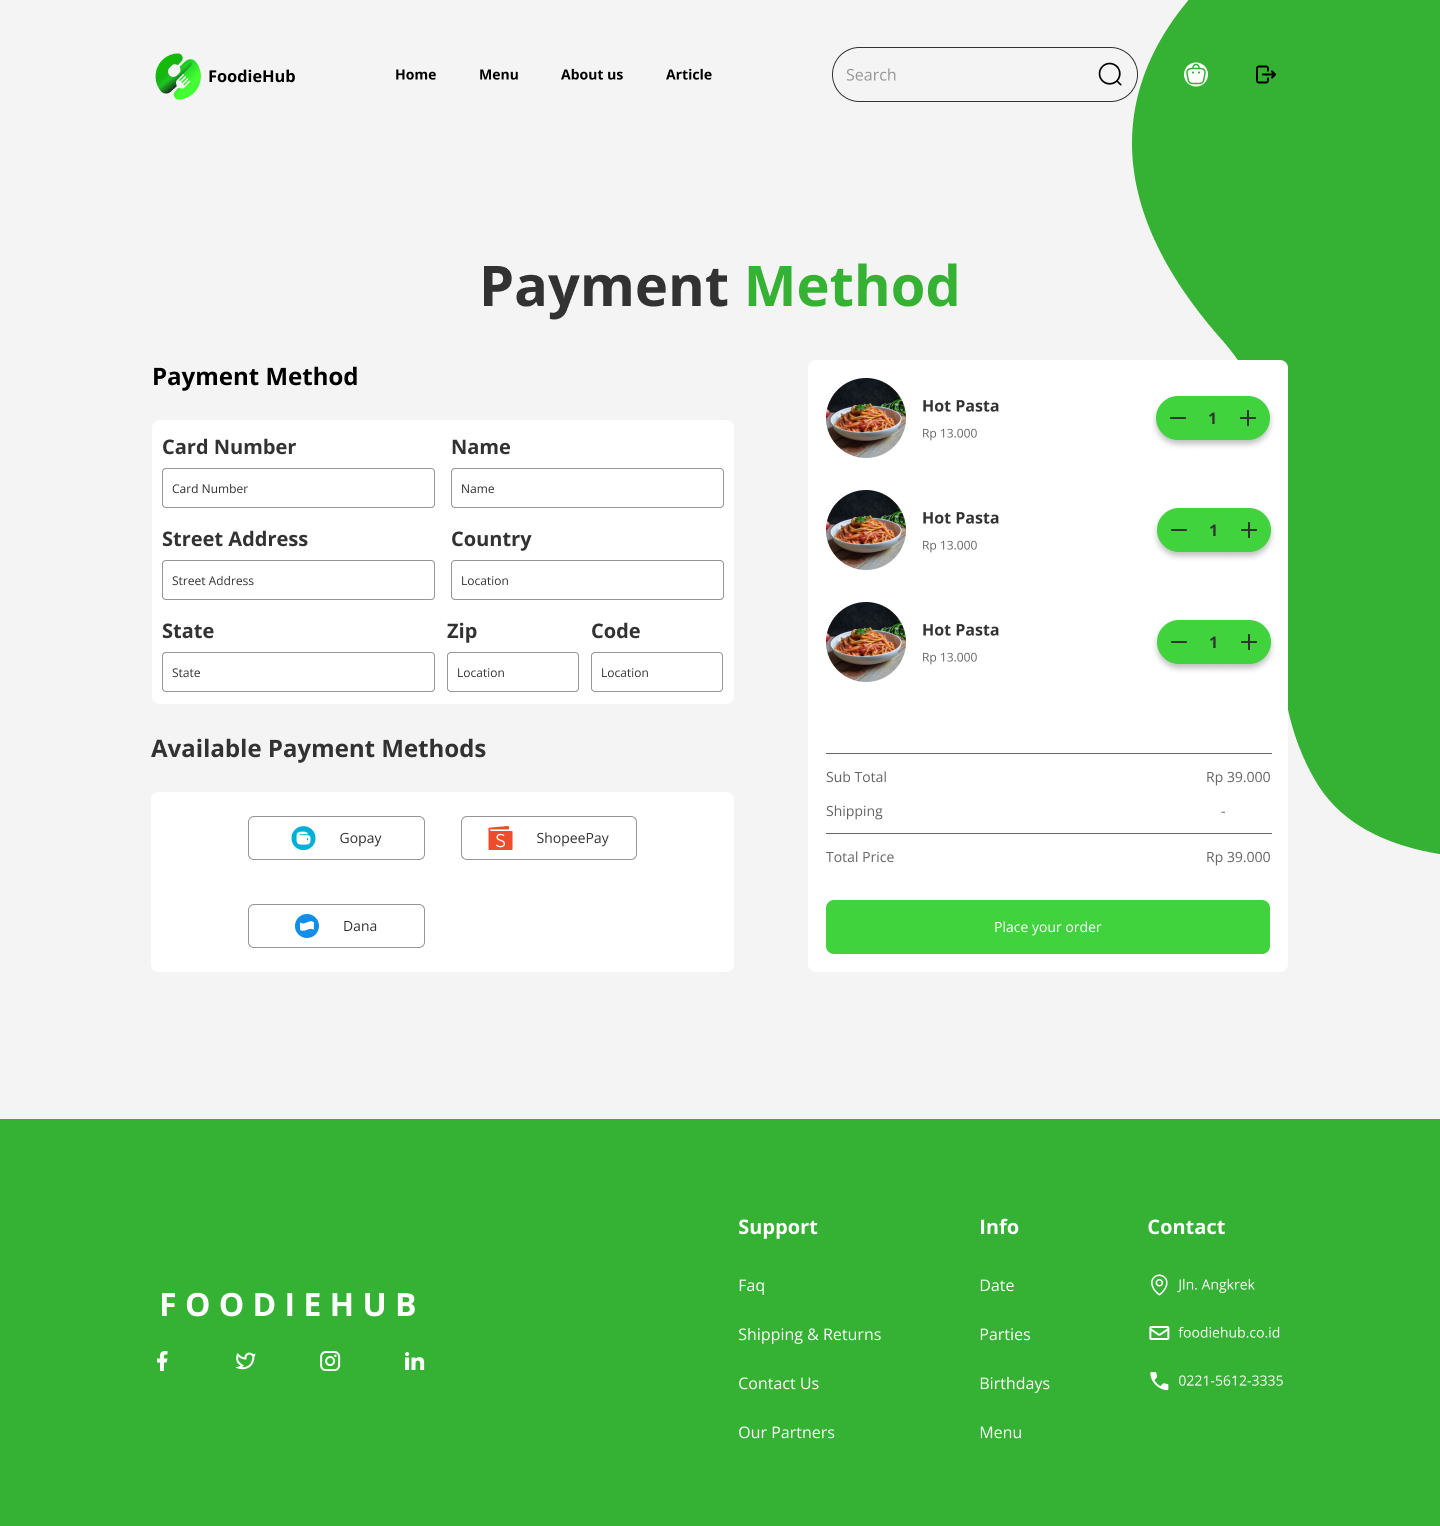 FoodieHub
Home
Menu
About us
Article
Search
Payment Method
Payment Method
Card Number
Name
Card Number
Name
Street Address
Country
Street Address
Location
State
Zip
Code
State
Location
Location
Available Payment Methods
Gopay
S
ShopeePay
Dana
Hot Pasta
Rp 13.000
1
Hot Pasta
Rp 13.000
1
Hot Pasta
Rp 13.000
1
Sub Total
Rp 39.000
Shipping
-
Total Price
Rp 39.000
Place your order
FOODIEHUB
Support
Faq
Shipping & Returns
Contact Us
Our Partners
Info
Date
Parties
Birthdays
Menu
Contact
Jln. Angkrek
foodiehub.co.id
0221-5612-3335